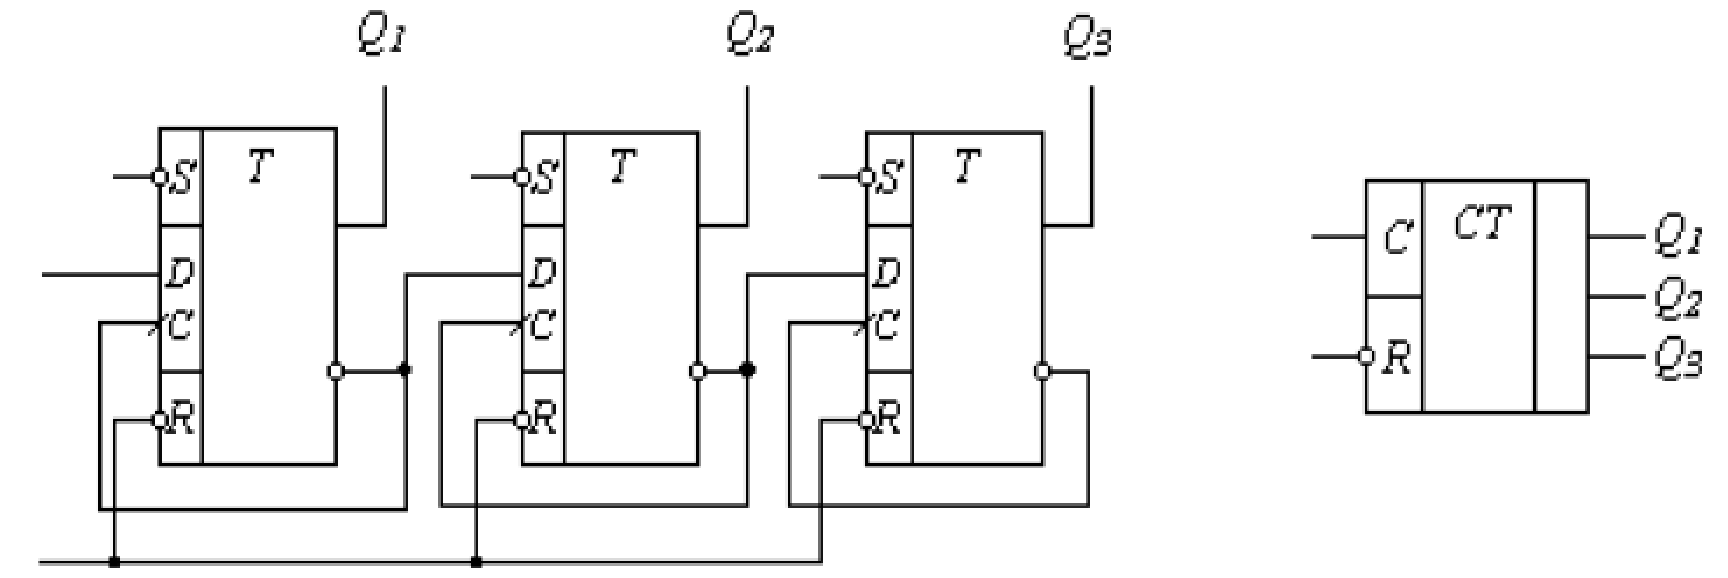 Q1 Q2 Q3
S T S T S T
CT
C Q1
D D D
Q2
C C C
R Q3
R R R